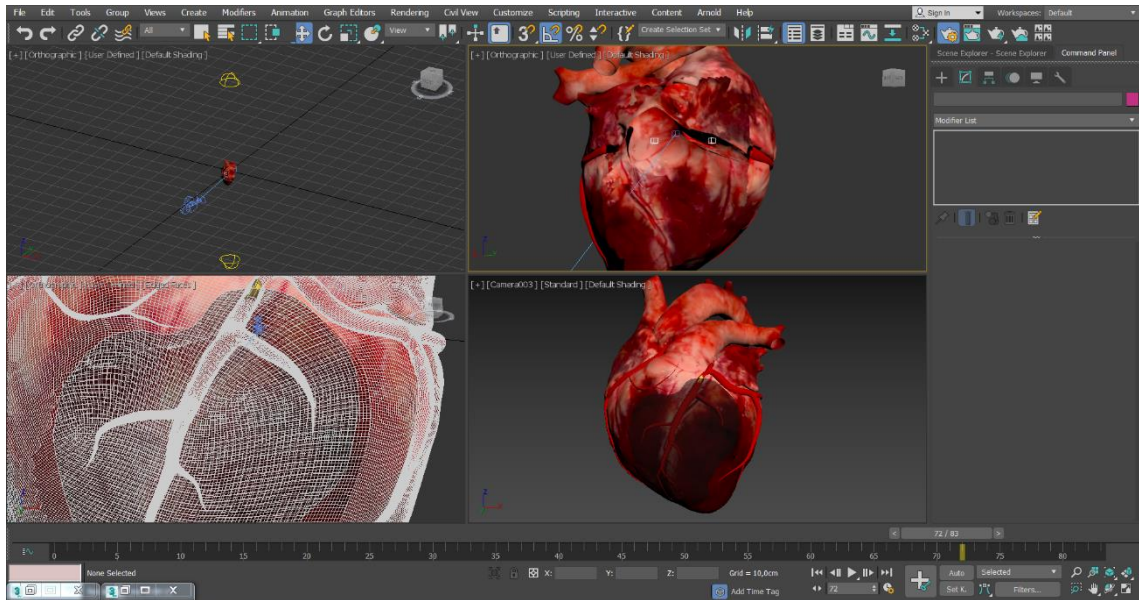 File Edit Tools Group Views Create Modifiers Animation Graph Editors Rendering Civil View Customize Scripting Interactive Content Arnold Help Sign In Workspaces: Default
All View Create Selection Set
Scene Explorer - Scene Explorer Command Panel
[+] [Orthographic] [User Defined] [Default Shading]
[+] [Orthographic] [User Defined] [Default Shading]
Modifier List
[+] [Camera003] [Standard] [Default Shading]
72 / 83
0 5 10 15 20 25 30 35 40 45 50 55 60 65 70 75 80
None Selected X: Y: Z: Grid = 10,0cm Auto Selected
Add Time Tag 72 Set K. Filters...